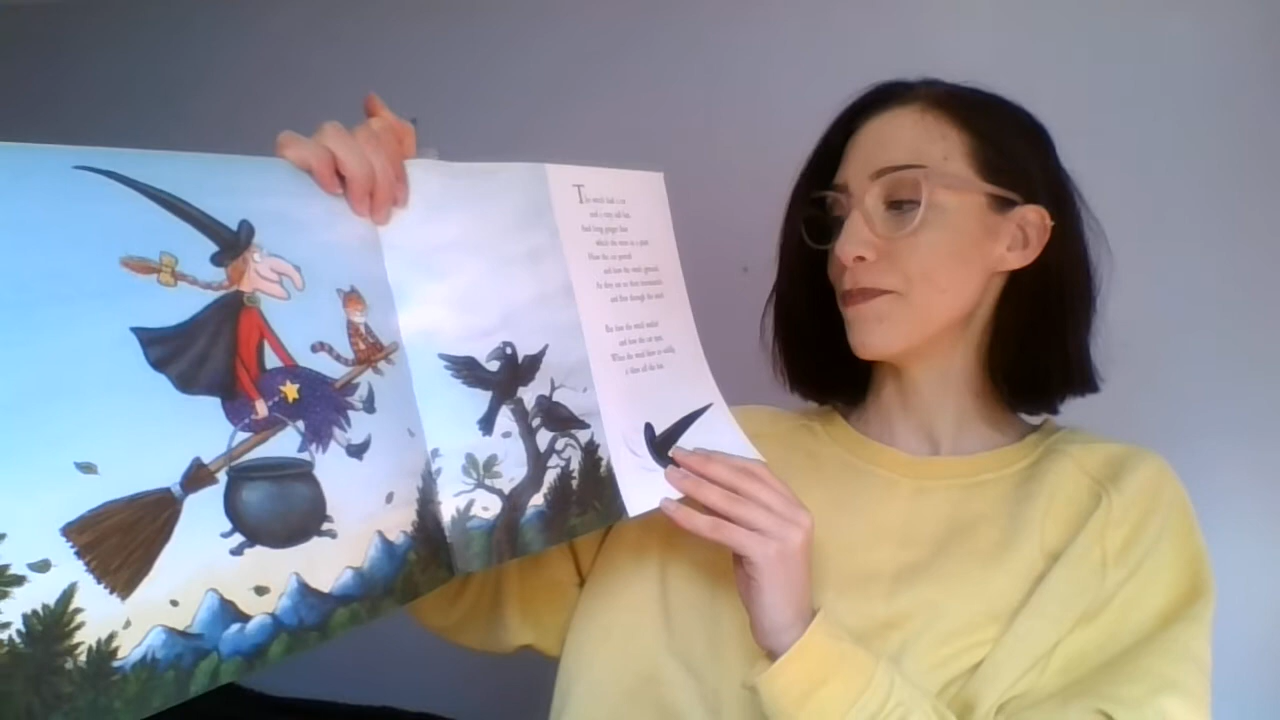 The witch had a cat
and a very tall hat,
And long ginger hair
which she wore in a plait.
How the cat purred
and how the witch grinned,
As they sat on their broomstick
and flew through the wind.
But how the witch wailed
and how the cat spat,
When the wind blew so wildly
it blew off the hat.